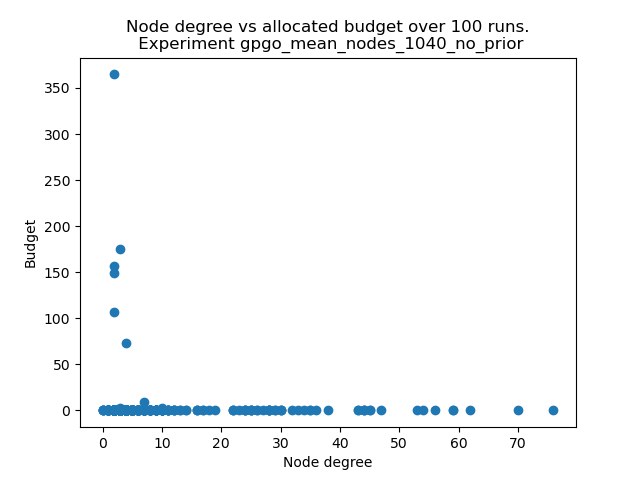 Node degree vs allocated budget over 100 runs.
Experiment gpgo_mean_nodes_1040_no_prior
350
300
250
200
150
100
50
0
Budget
0 10 20 30 40 50 60 70
Node degree